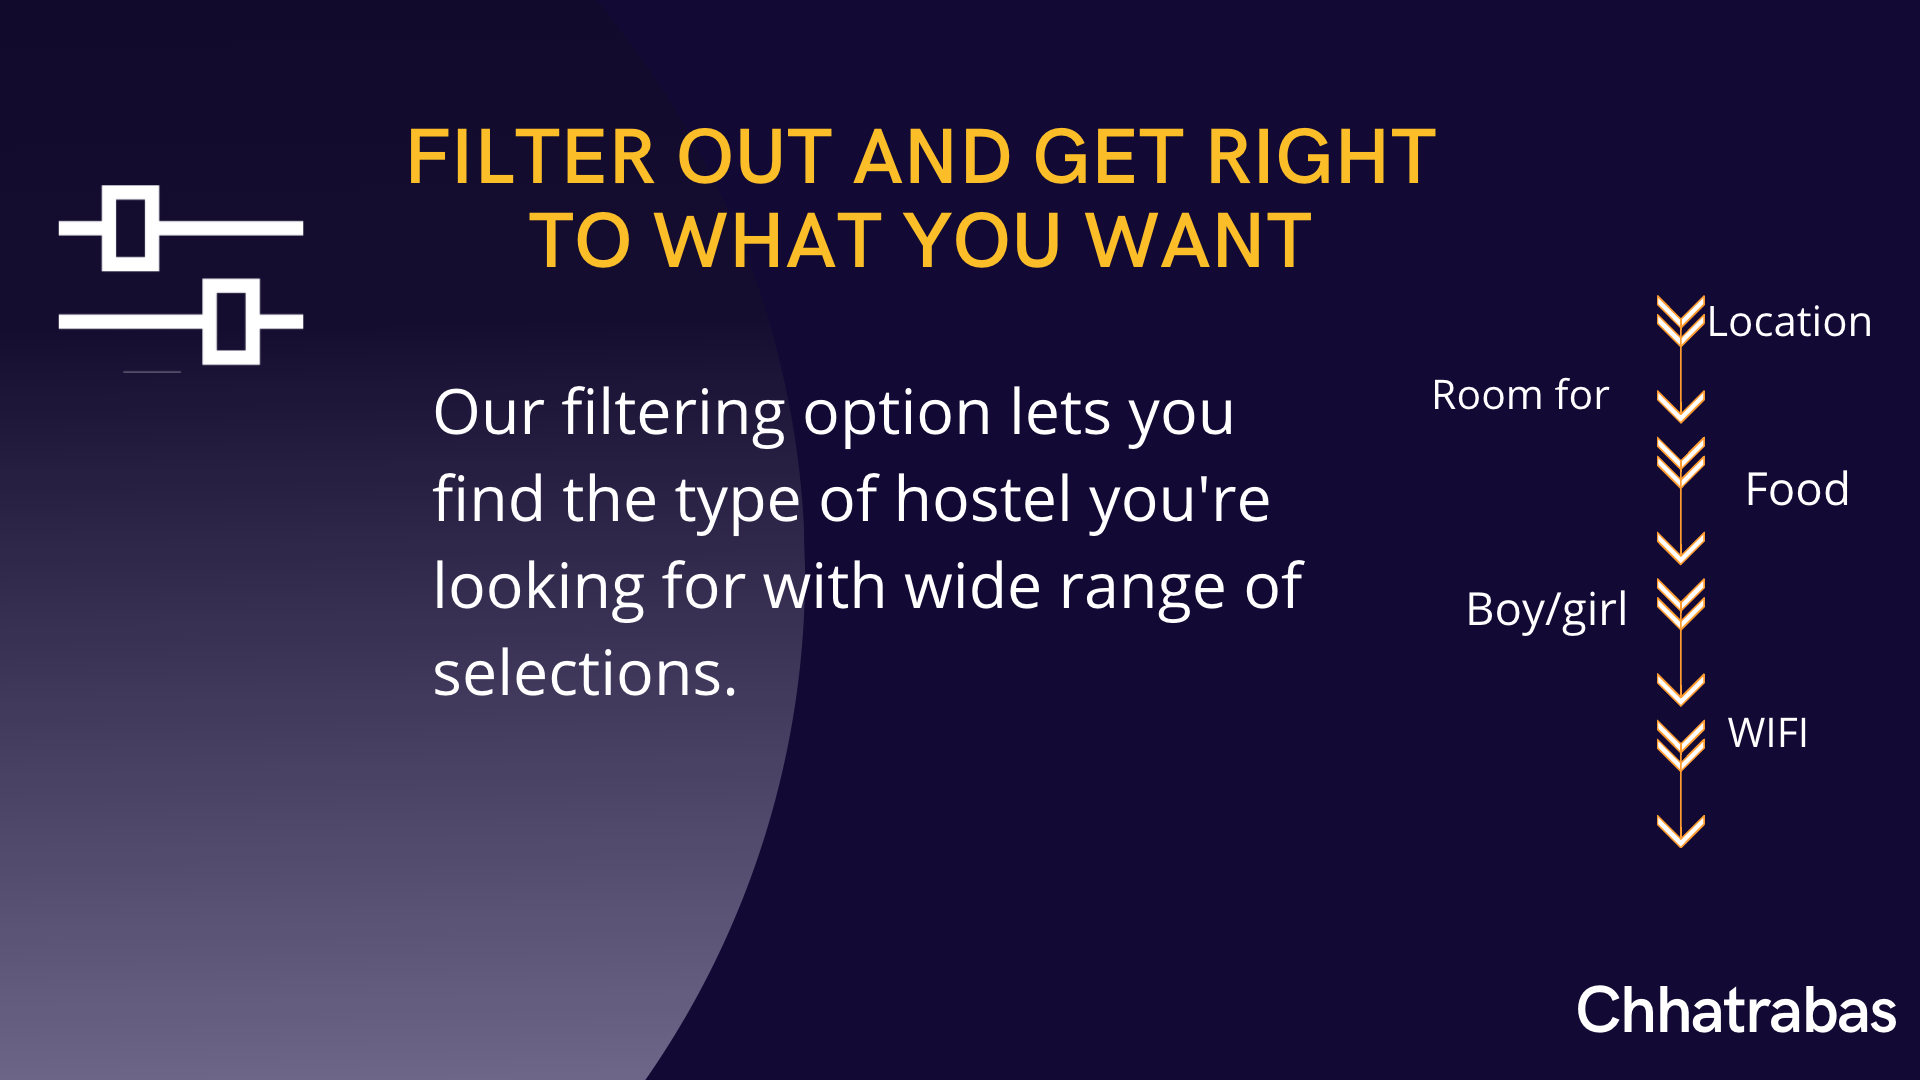 FILTER OUT AND GET RIGHT
TO WHAT YOU WANT
Our filtering option lets you
find the type of hostel you're
looking for with wide range of
selections.
Location
Room for
Food
Boy/girl
WIFI
Chhatrabas